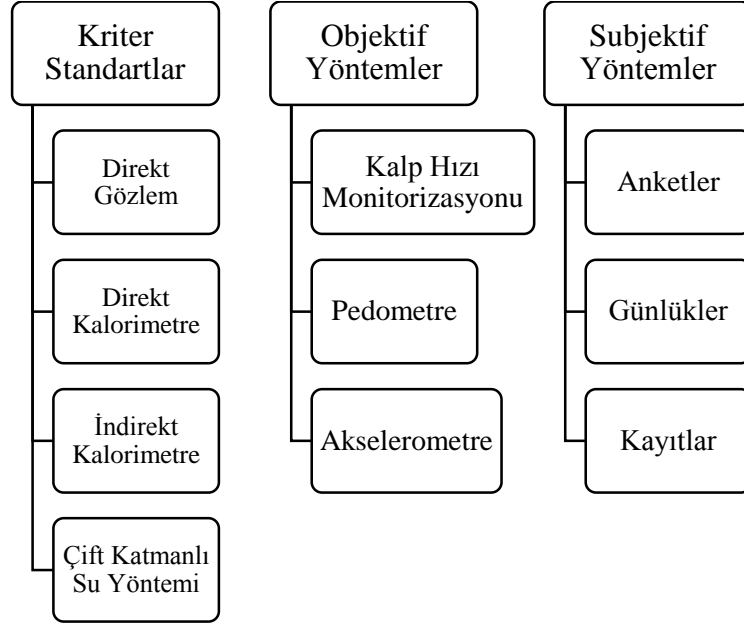 Kriter
Standartlar
Direkt
Gözlem
Direkt
Kalorimetre
İndirekt
Kalorimetre
Çift Katmanlı
Su Yöntemi
Objektif
Yöntemler
Kalp Hızı
Monitorizasyonu
Pedometre
Akselerometre
Subjektif
Yöntemler
Anketler
Günlükler
Kayıtlar